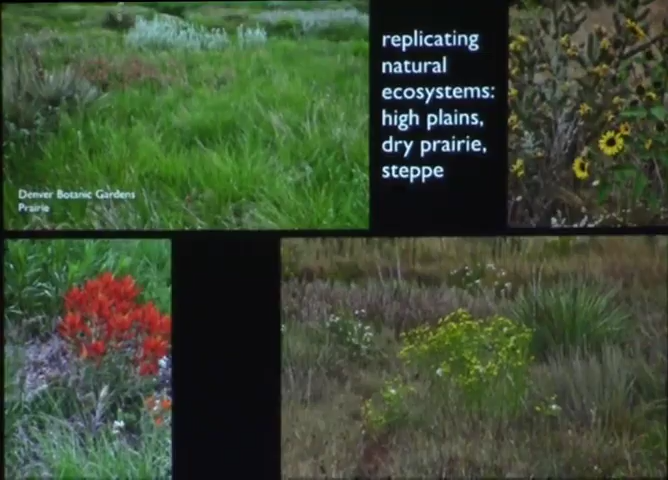 replicating
natural
ecosystems:
high plains,
dry prairie,
steppe
Denver Botanic Gardens
Prairie